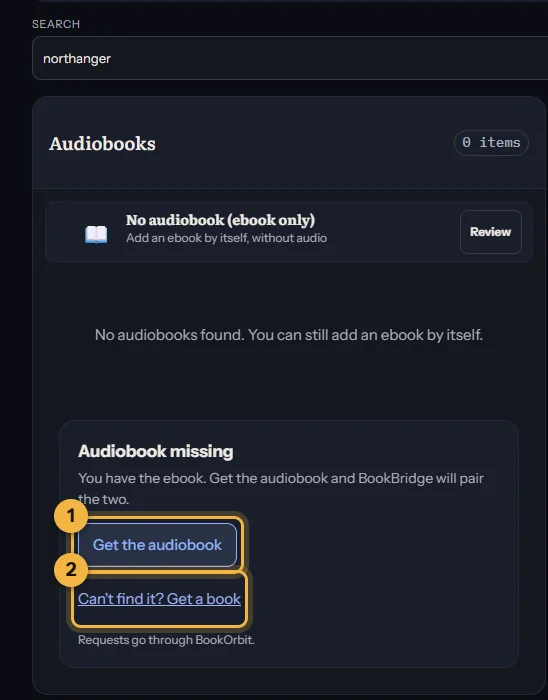 SEARCH
northanger
Audiobooks
0 items
No audiobook (ebook only)
Add an ebook by itself, without audio
Review
No audiobooks found. You can still add an ebook by itself.
Audiobook missing
You have the ebook. Get the audiobook and BookBridge will pair
the two.
1
Get the audiobook
2
Can't find it? Get a book
Requests go through BookOrbit.